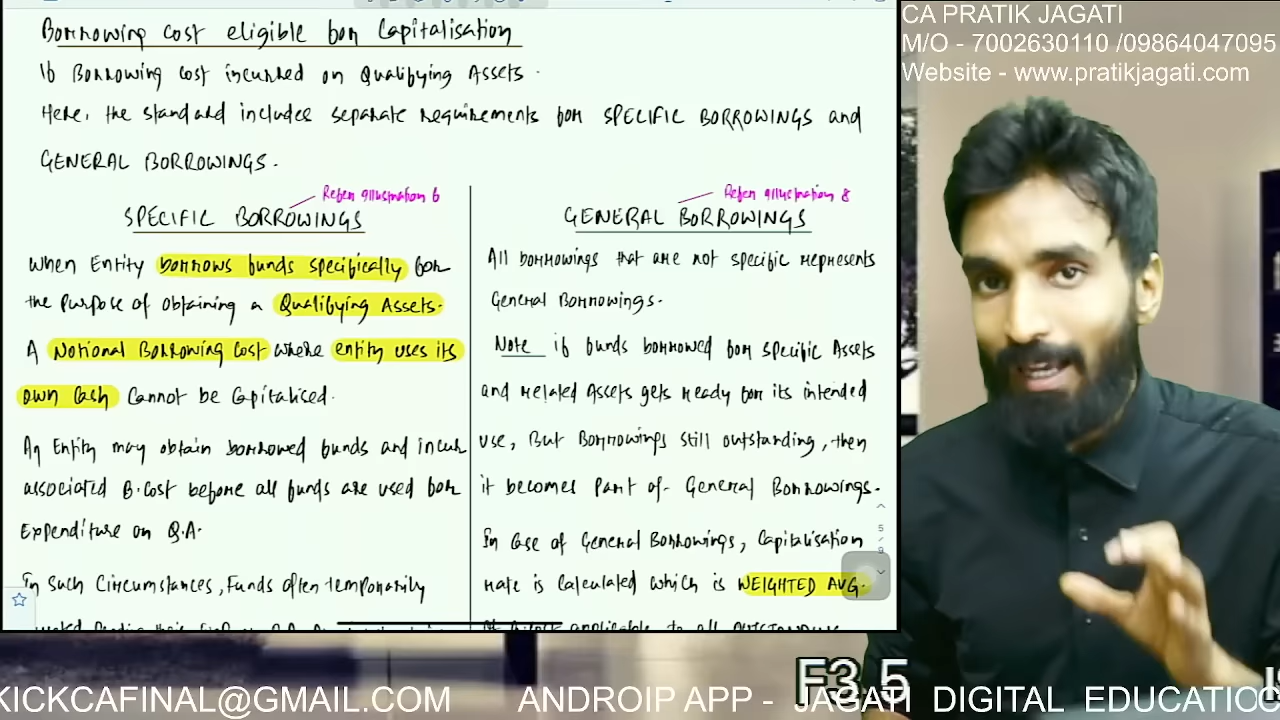 Borrowing Cost eligible for Capitalisation
If Borrowing Cost incurred on Qualifying Assets.
Here, the standard includes separate requirements for SPECIFIC BORROWINGS and
GENERAL BORROWINGS.
Refer Illustration 6
SPECIFIC BORROWINGS
When Entity borrows funds specifically for
the purpose of obtaining a Qualifying Assets.
A Notional Borrowing Cost where entity uses its
own Cash Cannot be Capitalised.
An Entity may obtain borrowed funds and incur
associated B.Cost before all funds are used for
Expenditure on Q.A.
In Such Circumstances, Funds often temporarily
Refer Illustration 8
GENERAL BORROWINGS
All borrowings that are not specific represents
General Borrowings.
Note if funds borrowed for specific Assets
and related Assets gets ready for its intended
use, But Borrowings still outstanding, then
it becomes Part of General Borrowings.
In Case of General Borrowings, Capitalisation
rate is Calculated which is WEIGHTED AVG.
applicable to all OUTSTANDING
5
9
CA PRATIK JAGATI
M/O - 7002630110 /09864047095
Website - www.pratikjagati.com
F3 5
KICKCAFINAL@GMAIL.COM ANDROIP APP - JAGATI DIGITAL EDUCATIO